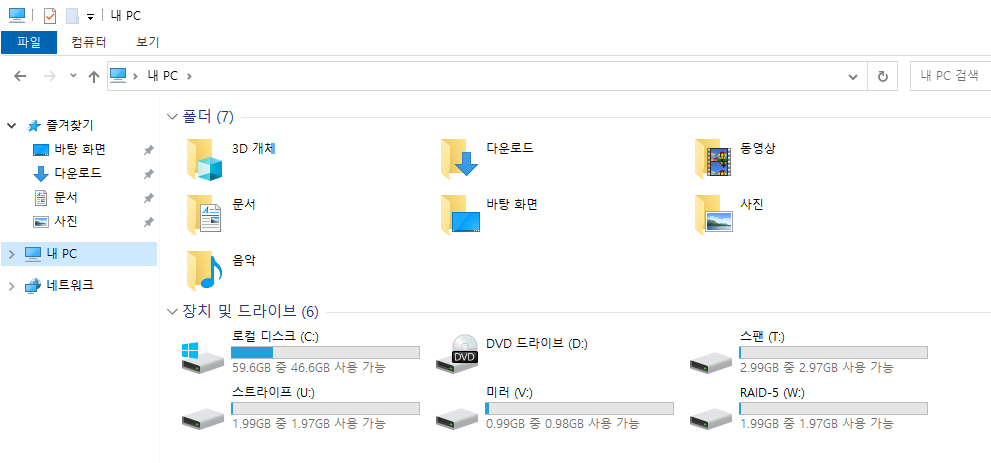 내 PC
파일 컴퓨터 보기
내 PC
내 PC 검색
즐겨찾기
바탕 화면
다운로드
문서
사진
내 PC
네트워크
폴더 (7)
3D 개체
다운로드
동영상
문서
바탕 화면
사진
음악
장치 및 드라이브 (6)
로컬 디스크 (C:)
59.6GB 중 46.6GB 사용 가능
DVD
DVD 드라이브 (D:)
스팬 (T:)
2.99GB 중 2.97GB 사용 가능
스트라이프 (U:)
1.99GB 중 1.97GB 사용 가능
미러 (V:)
0.99GB 중 0.98GB 사용 가능
RAID-5 (W:)
1.99GB 중 1.97GB 사용 가능